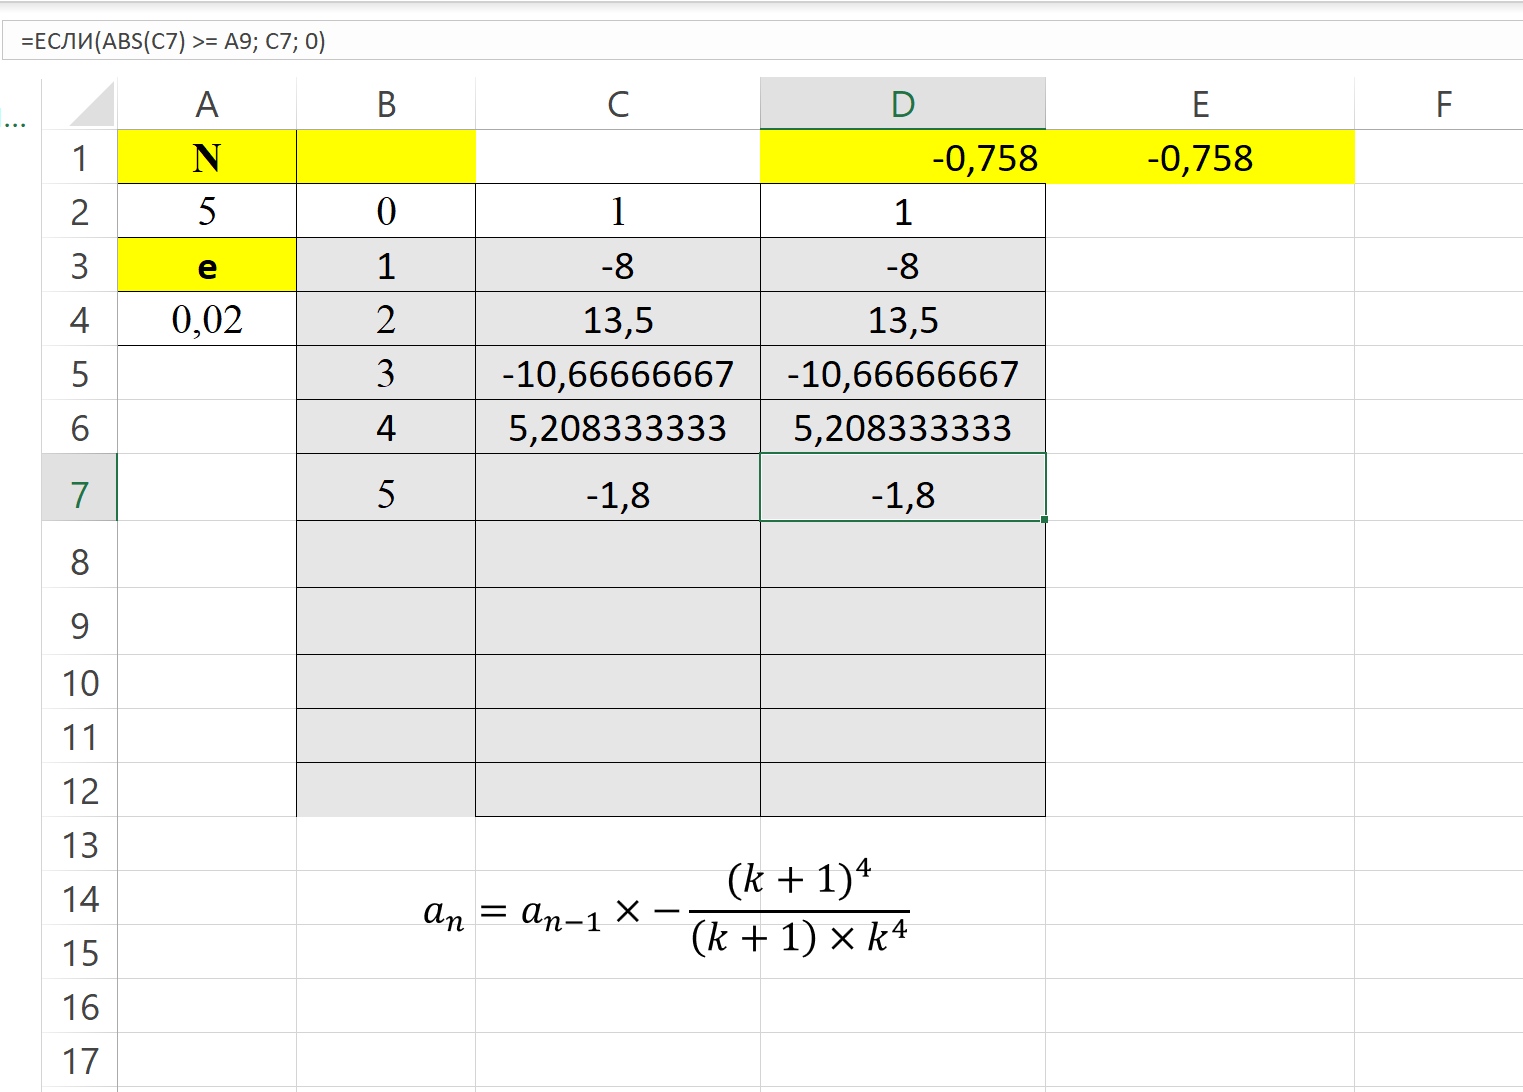 =ЕСЛИ(ABS(C7) >= A9; C7; 0)
...
A B C D E F
1 N -0,758 -0,758
2 5 0 1 1
3 e 1 -8 -8
4 0,02 2 13,5 13,5
5 3 -10,66666667 -10,66666667
6 4 5,208333333 5,208333333
7 5 -1,8 -1,8
8
9
10
11
12
13
14
15
16
17
(k + 1)⁴
aₙ = aₙ₋₁ × −
(k + 1) × k⁴